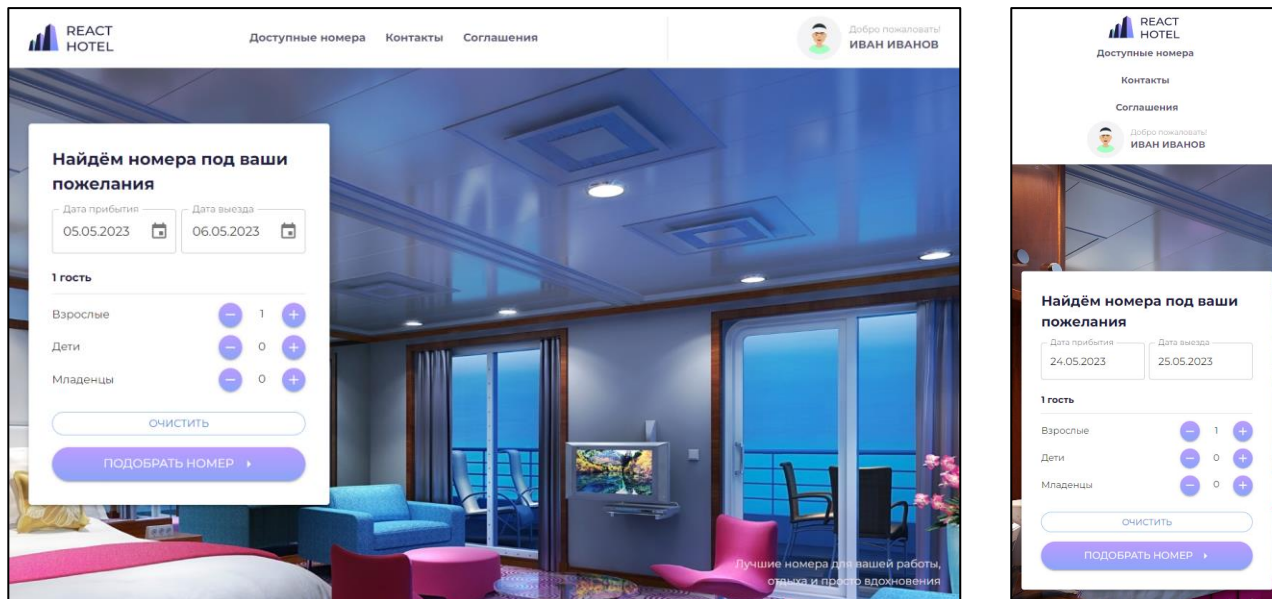 REACT
HOTEL
Доступные номера Контакты Соглашения
Добро пожаловать!
ИВАН ИВАНОВ
Найдём номера под ваши
пожелания
Дата прибытия Дата выезда
05.05.2023 06.05.2023
1 гость
Взрослые 1
Дети 0
Младенцы 0
ОЧИСТИТЬ
ПОДОБРАТЬ НОМЕР
Лучшие номера для вашей работы,
отдыха и просто вдохновения
REACT
HOTEL
Доступные номера
Контакты
Соглашения
Добро пожаловать!
ИВАН ИВАНОВ
Найдём номера под ваши
пожелания
Дата прибытия Дата выезда
24.05.2023 25.05.2023
1 гость
Взрослые 1
Дети 0
Младенцы 0
ОЧИСТИТЬ
ПОДОБРАТЬ НОМЕР